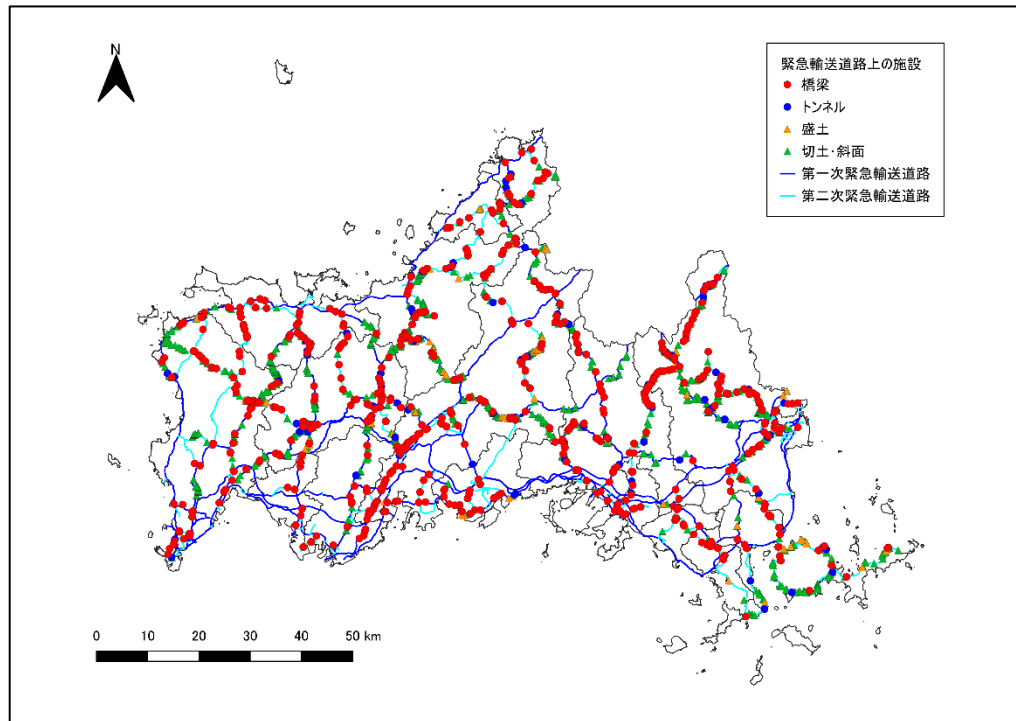 N
緊急輸送道路上の施設
橋梁
トンネル
盛土
切土・斜面
第一次緊急輸送道路
第二次緊急輸送道路
0 10 20 30 40 50 km